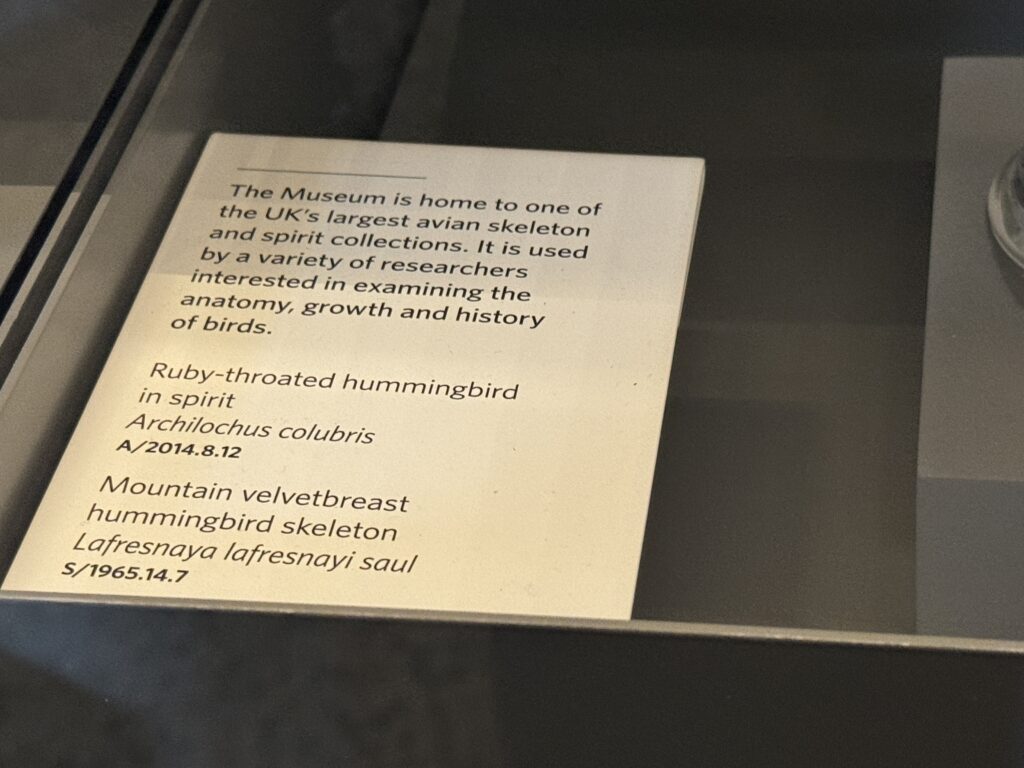 The Museum is home to one of
the UK's largest avian skeleton
and spirit collections. It is used
by a variety of researchers
interested in examining the
anatomy, growth and history
of birds.
Ruby-throated hummingbird
in spirit
Archilochus colubris
A/2014.8.12
Mountain velvetbreast
hummingbird skeleton
Lafresnaya lafresnayi saul
S/1965.14.7